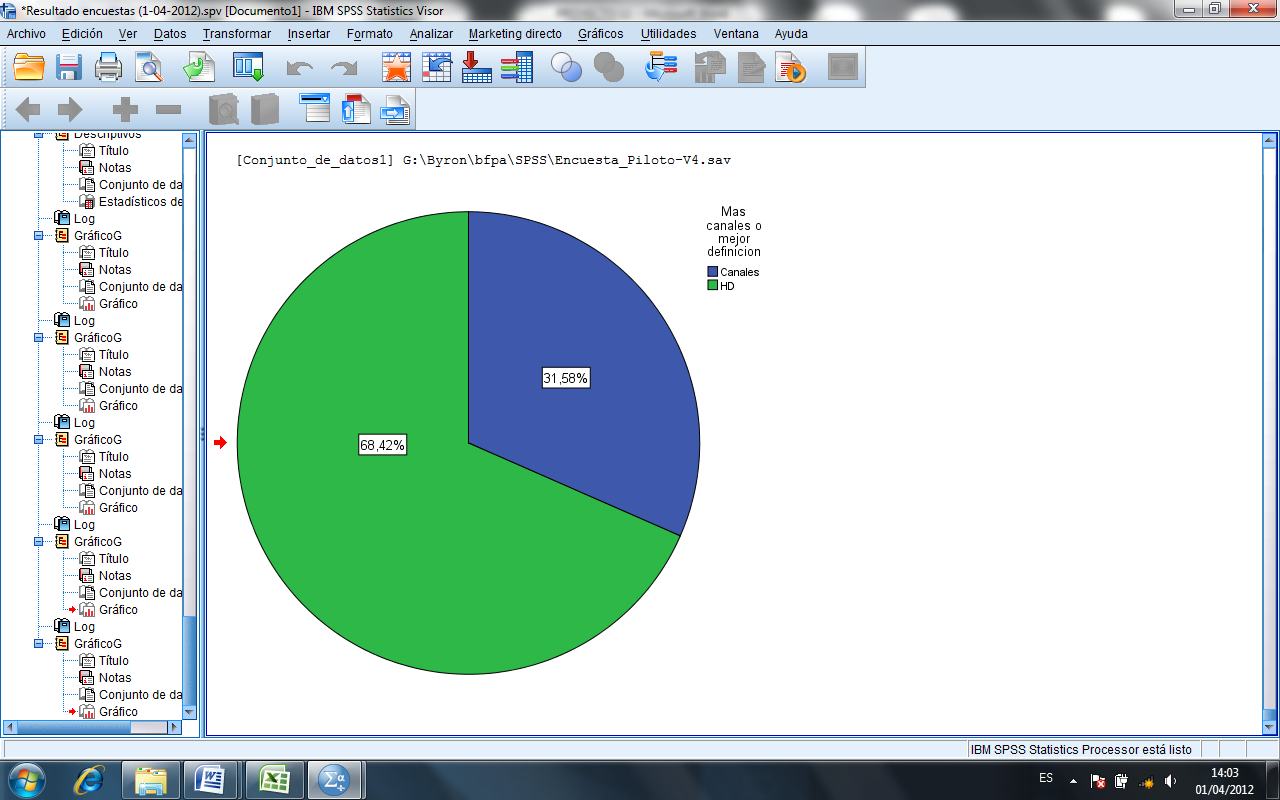 *Resultado encuestas (1-04-2012).spv [Documento1] - IBM SPSS Statistics Visor
Archivo Edición Ver Datos Transformar Insertar Formato Analizar Marketing directo Gráficos Utilidades Ventana Ayuda
Descriptivos
Título
Notas
Conjunto de da
Estadísticos de
Log
GráficoG
Título
Notas
Conjunto de da
Gráfico
Log
GráficoG
Título
Notas
Conjunto de da
Gráfico
Log
GráficoG
Título
Notas
Conjunto de da
Gráfico
Log
GráficoG
Título
Notas
Conjunto de da
Gráfico
Log
GráficoG
Título
Notas
Conjunto de da
Gráfico
[Conjunto_de_datos1] G:\Byron\bfpa\SPSS\Encuesta_Piloto-V4.sav
Mas
canales o
mejor
definicion
Canales
HD
31,58%
68,42%
IBM SPSS Statistics Processor está listo
ES
14:03
01/04/2012